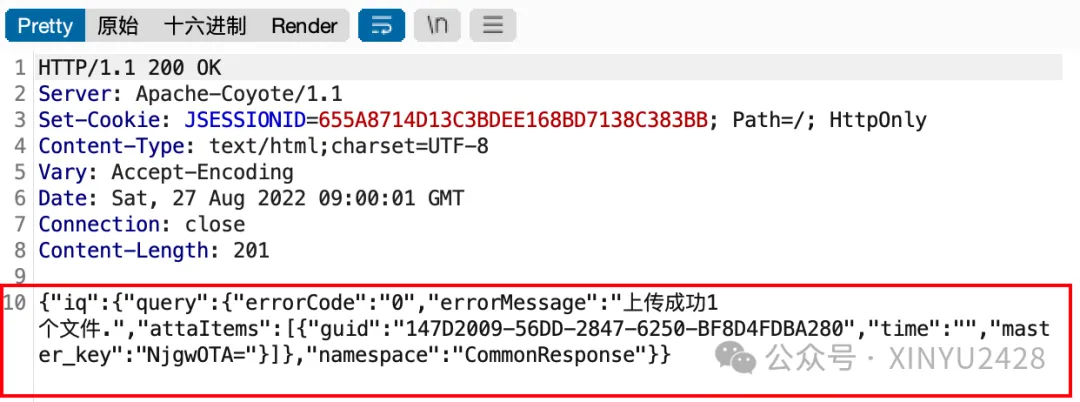 Pretty 原始 十六进制 Render \n
1 HTTP/1.1 200 OK
2 Server: Apache-Coyote/1.1
3 Set-Cookie: JSESSIONID=655A8714D13C3BDEE168BD7138C383BB; Path=/; HttpOnly
4 Content-Type: text/html;charset=UTF-8
5 Vary: Accept-Encoding
6 Date: Sat, 27 Aug 2022 09:00:01 GMT
7 Connection: close
8 Content-Length: 201
9
10 {"iq":{"query":{"errorCode":"0","errorMessage":"上传成功1
个文件.","attaItems":[{"guid":"147D2009-56DD-2847-6250-BF8D4FDBA280","time":"","mast
er_key":"NjgwOTA="}]},"namespace":"CommonResponse"}}
公众号 · XINYU2428